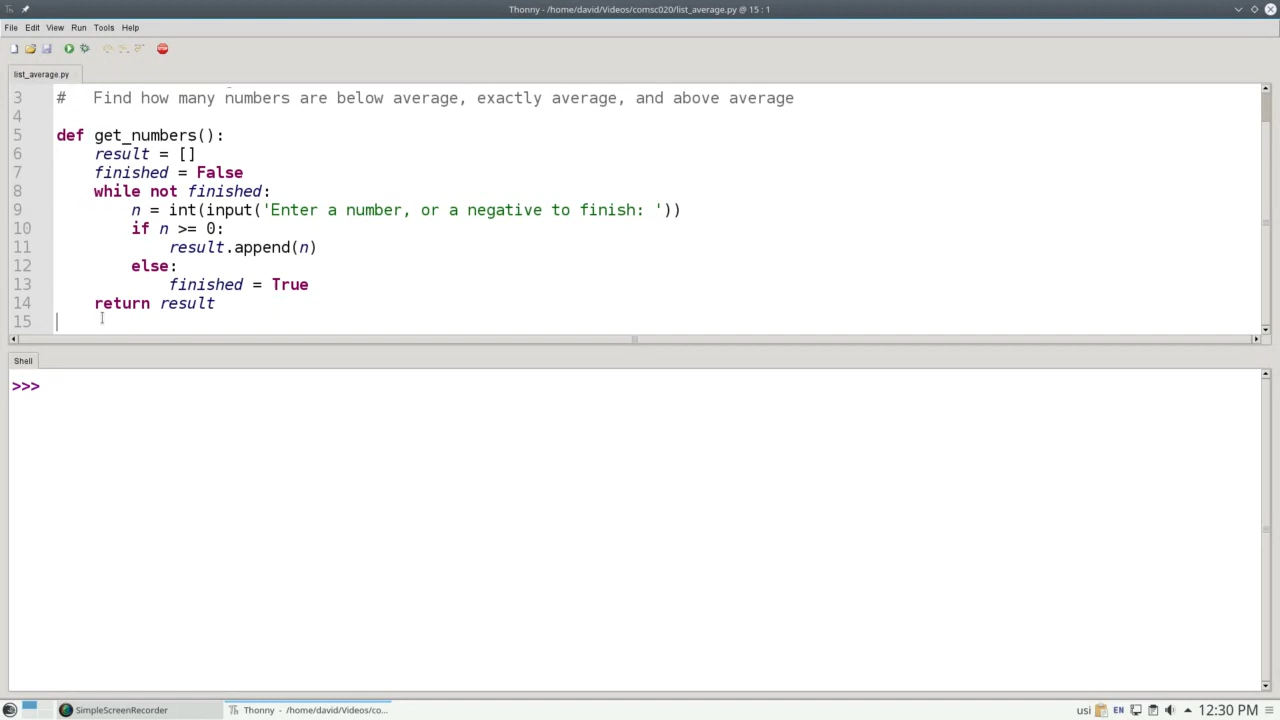 Thonny - /home/david/Videos/comsc020/list_average.py @ 15 : 1
File Edit View Run Tools Help
list_average.py
3 #   Find how many numbers are below average, exactly average, and above average
4
5 def get_numbers():
6     result = []
7     finished = False
8     while not finished:
9         n = int(input('Enter a number, or a negative to finish: '))
10         if n >= 0:
11             result.append(n)
12         else:
13             finished = True
14     return result
15
Shell
>>>
SimpleScreenRecorder Thonny - /home/david/Videos/co... usi EN 12:30 PM